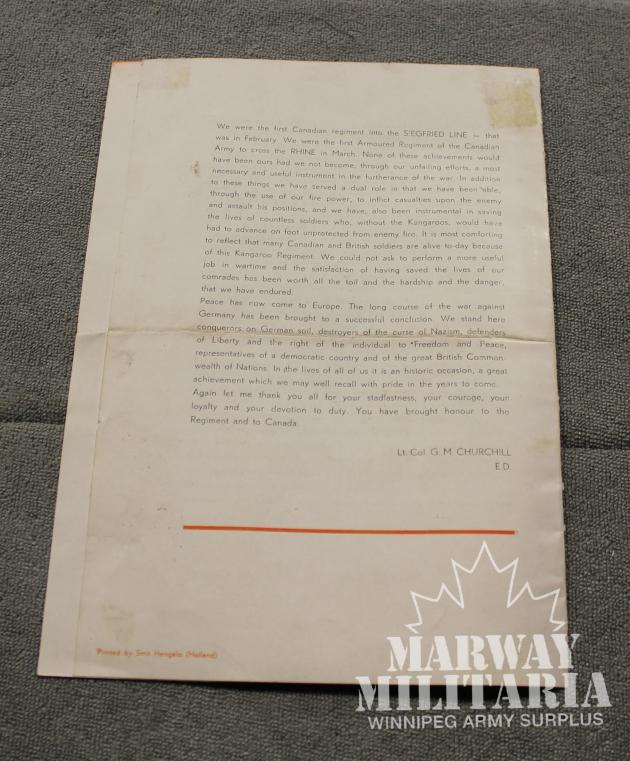 We were the first Canadian regiment into the SIEGFRIED LINE — that
was in February. We were the first Armoured Regiment of the Canadian
Army to cross the RHINE in March. None of these achievements would
have been ours had we not become, through our unfailing efforts, a most
necessary and useful instrument in the furtherance of the war. In addition
to these things we have served a dual role in that we have been able,
through the use of our fire power, to inflict casualties upon the enemy
and assault his positions, and we have, also been instrumental in saving
the lives of countless soldiers who, without the Kangaroos, would have
had to advance on foot unprotected from enemy fire. It is most comforting
to reflect that many Canadian and British soldiers are alive to-day because
of this Kangaroo Regiment. We could not ask to perform a more useful
job in wartime and the satisfaction of having saved the lives of our
comrades has been worth all the toil and the hardship and the danger,
that we have endured.
Peace has now come to Europe. The long course of the war against
Germany has been brought to a successful conclusion. We stand here
conquerors on German soil, destroyers of the curse of Nazism, defenders
of Liberty and the right of the individual to Freedom and Peace,
representatives of a democratic country and of the great British Common-
wealth of Nations. In the lives of all of us it is an historic occasion, a great
achievement which we may well recall with pride in the years to come.
Again let me thank you all for your stadfastness, your courage, your
loyalty and your devotion to duty. You have brought honour to the
Regiment and to Canada.
Lt. Col G. M CHURCHILL
E.D.
Printed by Smit Hengelo (Holland)
MARWAY
MILITARIA
WINNIPEG ARMY SURPLUS